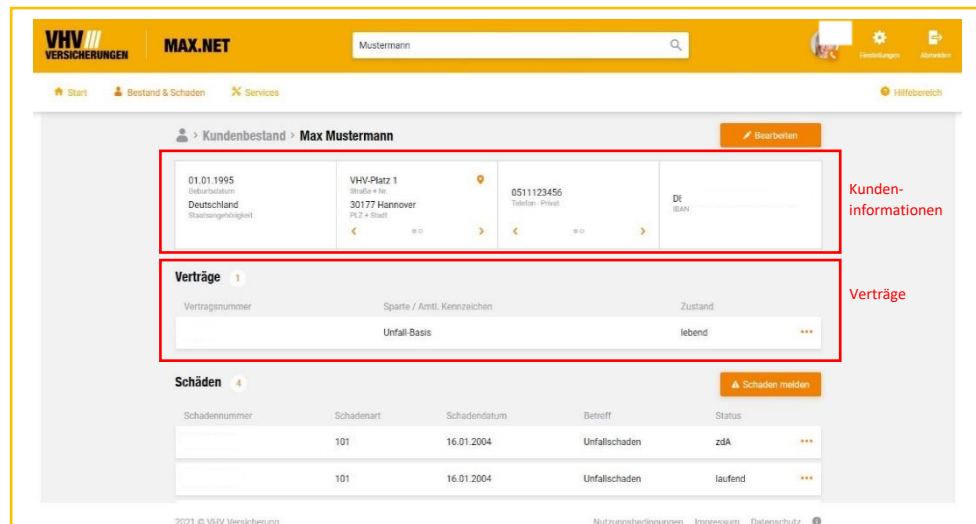 VHV
VERSICHERUNGEN
MAX.NET
Mustermann
Einstellungen
Abmelden
Start
Bestand & Schaden
Services
Hilfebereich
> Kundenbestand > Max Mustermann
Bearbeiten
01.01.1995
Geburtsdatum
Deutschland
Staatsangehörigkeit
VHV-Platz 1
Straße + Nr.
30177 Hannover
PLZ + Stadt
0511123456
Telefon - Privat
IBAN
Kunden-
informationen
Verträge 1
Vertragsnummer Sparte / Amtl. Kennzeichen Zustand
Unfall-Basis lebend
Verträge
Schäden 4
Schaden melden
Schadennummer Schadenart Schadendatum Betreff Status
101 16.01.2004 Unfallschaden zdA
101 16.01.2004 Unfallschaden laufend
2021 © VHV Versicherung
Nutzungsbedingungen Impressum Datenschutz